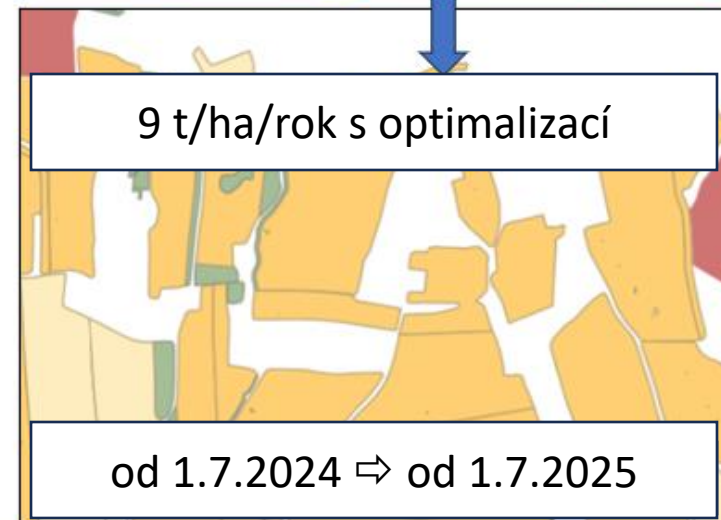 9 t/ha/rok s optimalizací
od 1.7.2024 ⇨ od 1.7.2025